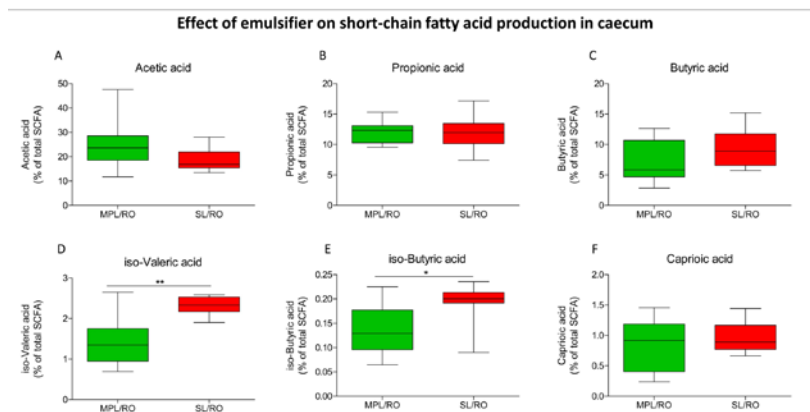 Effect of emulsifier on short-chain fatty acid production in caecum
A
Acetic acid
Acetic acid
(% of total SCFA)
50
40
30
20
10
0
MPL/RO
SL/RO
B
Propionic acid
Propionic acid
(% of total SCFA)
20
15
10
5
0
MPL/RO
SL/RO
C
Butyric acid
Butyric acid
(% of total SCFA)
20
15
10
5
0
MPL/RO
SL/RO
D
iso-Valeric acid
iso-Valeric acid
(% of total SCFA)
**
3
2
1
0
MPL/RO
SL/RO
E
iso-Butyric acid
iso-Butyric acid
(% of total SCFA)
*
0.25
0.20
0.15
0.10
0.05
0.00
MPL/RO
SL/RO
F
Caprioic acid
Caprioic acid
(% of total SCFA)
2.0
1.5
1.0
0.5
0.0
MPL/RO
SL/RO